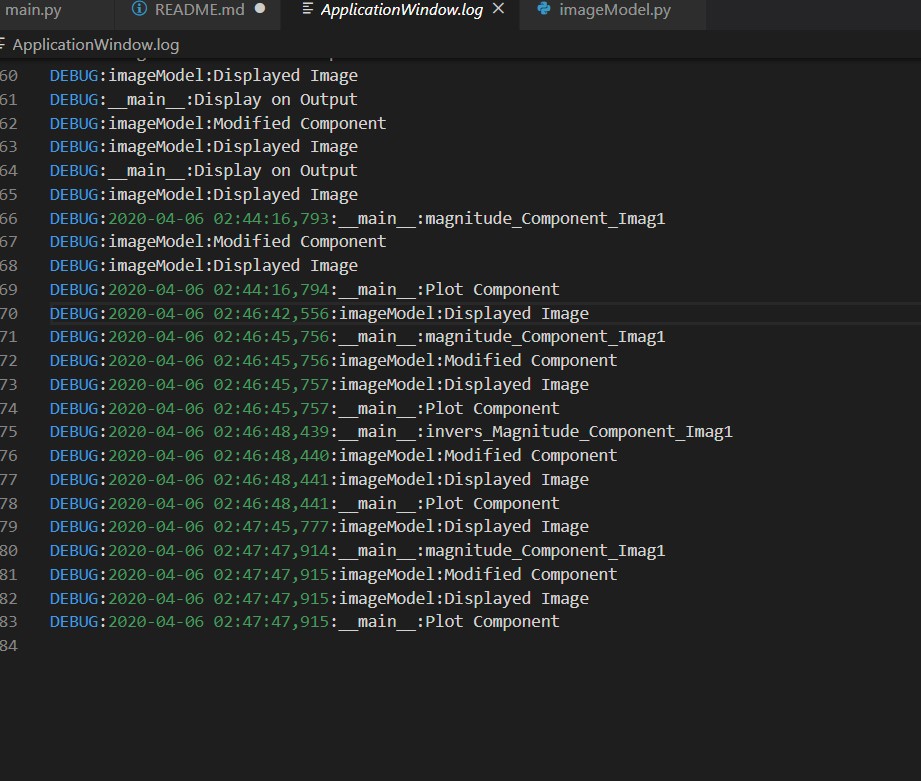 main.py README.md ApplicationWindow.log imageModel.py
ApplicationWindow.log
60 DEBUG:imageModel:Displayed Image
61 DEBUG:__main__:Display on Output
62 DEBUG:imageModel:Modified Component
63 DEBUG:imageModel:Displayed Image
64 DEBUG:__main__:Display on Output
65 DEBUG:imageModel:Displayed Image
66 DEBUG:2020-04-06 02:44:16,793:__main__:magnitude_Component_Imag1
67 DEBUG:imageModel:Modified Component
68 DEBUG:imageModel:Displayed Image
69 DEBUG:2020-04-06 02:44:16,794:__main__:Plot Component
70 DEBUG:2020-04-06 02:46:42,556:imageModel:Displayed Image
71 DEBUG:2020-04-06 02:46:45,756:__main__:magnitude_Component_Imag1
72 DEBUG:2020-04-06 02:46:45,756:imageModel:Modified Component
73 DEBUG:2020-04-06 02:46:45,757:imageModel:Displayed Image
74 DEBUG:2020-04-06 02:46:45,757:__main__:Plot Component
75 DEBUG:2020-04-06 02:46:48,439:__main__:invers_Magnitude_Component_Imag1
76 DEBUG:2020-04-06 02:46:48,440:imageModel:Modified Component
77 DEBUG:2020-04-06 02:46:48,441:imageModel:Displayed Image
78 DEBUG:2020-04-06 02:46:48,441:__main__:Plot Component
79 DEBUG:2020-04-06 02:47:45,777:imageModel:Displayed Image
80 DEBUG:2020-04-06 02:47:47,914:__main__:magnitude_Component_Imag1
81 DEBUG:2020-04-06 02:47:47,915:imageModel:Modified Component
82 DEBUG:2020-04-06 02:47:47,915:imageModel:Displayed Image
83 DEBUG:2020-04-06 02:47:47,915:__main__:Plot Component
84